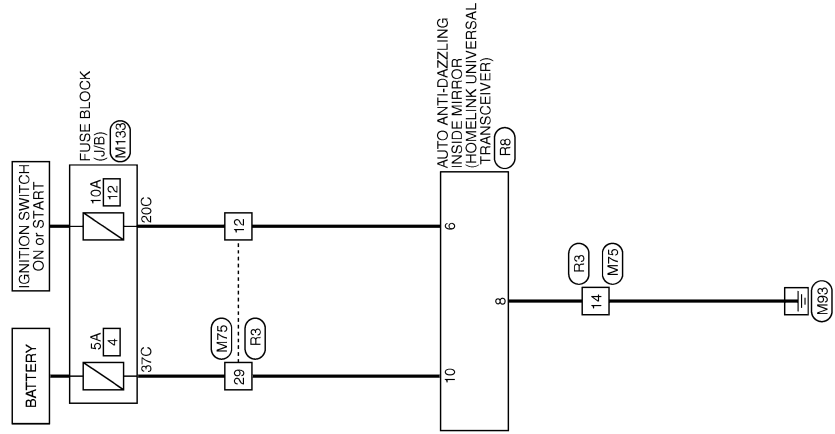 BATTERY
IGNITION SWITCH
ON or START
5A
4
10A
12
FUSE BLOCK
(J/B)
M133
37C
20C
M75
R3
29
12
10
6
8
AUTO ANTI-DAZZLING
INSIDE MIRROR
(HOMELINK UNIVERSAL
TRANSCEIVER)
R8
14
R3
M75
M93